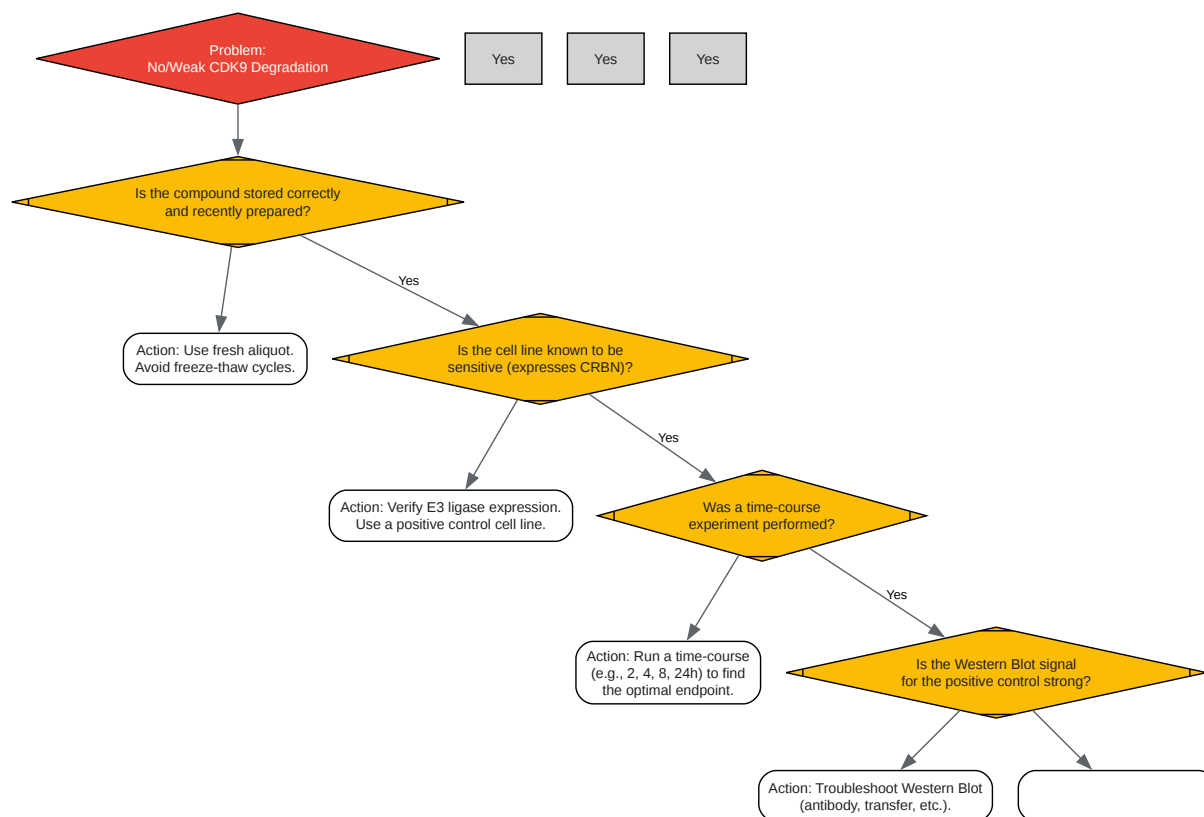 Problem:
No/Weak CDK9 Degradation
Yes
Yes
Yes
Is the compound stored correctly
and recently prepared?
Yes
Action: Use fresh aliquot.
Avoid freeze-thaw cycles.
Is the cell line known to be
sensitive (expresses CRBN)?
Yes
Action: Verify E3 ligase expression.
Use a positive control cell line.
Was a time-course
experiment performed?
Yes
Action: Run a time-course
(e.g., 2, 4, 8, 24h) to find
the optimal endpoint.
Is the Western Blot signal
for the positive control strong?
Action: Troubleshoot Western Blot
(antibody, transfer, etc.).